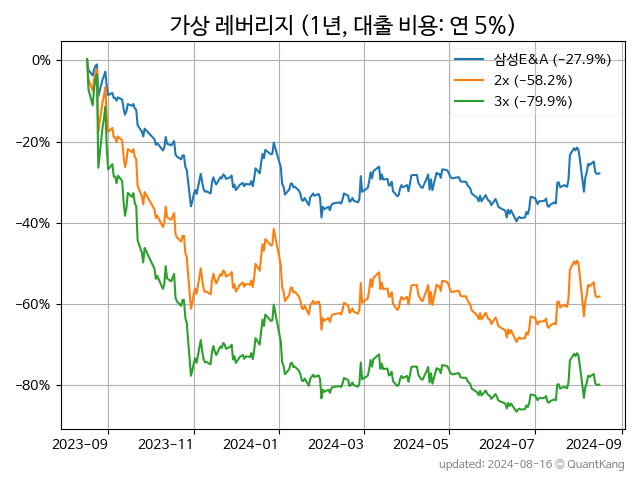 가상 레버리지 (1년, 대출 비용: 연 5%)
삼성E&A (−27.9%)
2x (−58.2%)
3x (−79.9%)
0%
−20%
−40%
−60%
−80%
2023-09 2023-11 2024-01 2024-03 2024-05 2024-07 2024-09
updated: 2024-08-16 © QuantKang